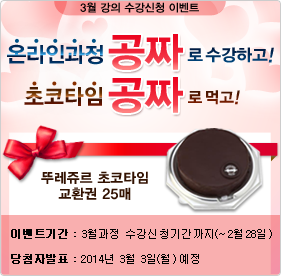 3월 강의 수강신청 이벤트
온라인과정 공짜로 수강하고!
초코타임 공짜로 먹고!
뚜레쥬르 초코타임
교환권 25매
이벤트기간 : 3월과정 수강신청기간까지(~2월28일)
당첨자발표 : 2014년 3월 3일(월) 예정